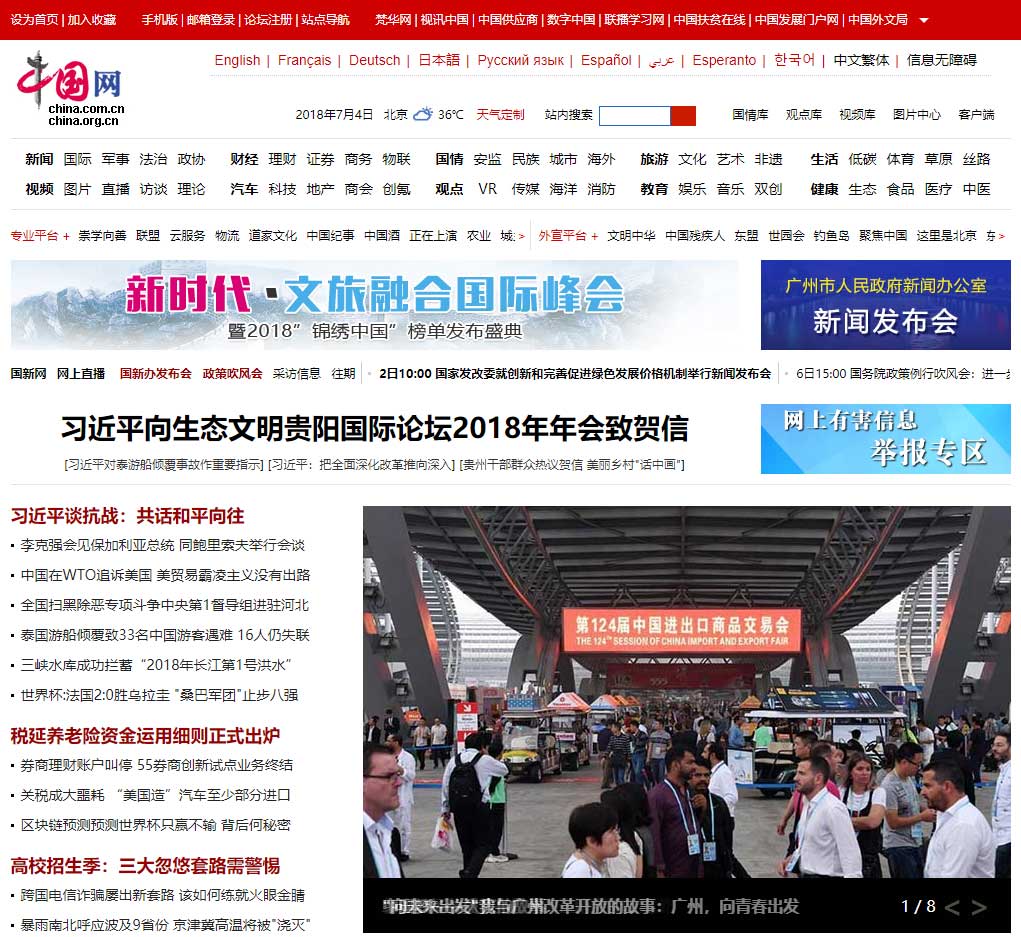 设为首页 | 加入收藏 手机版 | 邮箱登录 | 论坛注册 | 站点导航 梵华网 | 视讯中国 | 中国供应商 | 数字中国 | 联播学习网 | 中国扶贫在线 | 中国发展门户网 | 中国外文局
中国网
china.com.cn
china.org.cn
English | Français | Deutsch | 日本語 | Русский язык | Español | عربي | Esperanto | 한국어 | 中文繁体 | 信息无障碍
2018年7月4日 北京 36℃ 天气定制 站内搜索 国情库 观点库 视频库 图片中心 客户端
新闻 国际 军事 法治 政协 财经 理财 证券 商务 物联 国情 安监 民族 城市 海外 旅游 文化 艺术 非遗 生活 低碳 体育 草原 丝路
视频 图片 直播 访谈 理论 汽车 科技 地产 商会 创氪 观点 VR 传媒 海洋 消防 教育 娱乐 音乐 双创 健康 生态 食品 医疗 中医
专业平台 + 崇学向善 联盟 云服务 物流 道家文化 中国纪事 中国酒 正在上演 农业 城 > 外宣平台 + 文明中华 中国残疾人 东盟 世园会 钓鱼岛 聚焦中国 这里是北京 东 >
新时代·文旅融合国际峰会
暨2018”锦绣中国”榜单发布盛典
广州市人民政府新闻办公室
新闻发布会
国新网 网上直播 国新办发布会 政策吹风会 采访信息 往期 2日10:00 国家发改委就创新和完善促进绿色发展价格机制举行新闻发布会 6日15:00 国务院政策例行吹风会：进一步
习近平向生态文明贵阳国际论坛2018年年会致贺信
[习近平对泰游船倾覆事故作重要指示] [习近平：把全面深化改革推向深入] [贵州干部群众热议贺信 美丽乡村"话中画"]
网上有害信息
举报专区
习近平谈抗战：共话和平向往
李克强会见保加利亚总统 同鲍里索夫举行会谈
中国在WTO追诉美国 美贸易霸凌主义没有出路
全国扫黑除恶专项斗争中央第1督导组进驻河北
泰国游船倾覆致33名中国游客遇难 16人仍失联
三峡水库成功拦蓄“2018年长江第1号洪水”
世界杯:法国2:0胜乌拉圭 "桑巴军团"止步八强
税延养老险资金运用细则正式出炉
券商理财账户叫停 55券商创新试点业务终结
关税成大噩耗 “美国造”汽车至少部分进口
区块链预测预测世界杯只赢不输 背后何秘密
高校招生季：三大忽悠套路需警惕
跨国电信诈骗屡出新套路 该如何练就火眼金睛
暴雨南北呼应波及9省份 京津冀高温将被"浇灭"
第124届中国进出口商品交易会
THE 124th SESSION OF CHINA IMPORT AND EXPORT FAIR
"向未来出发"我与广州改革开放的故事：广州，向青春出发
1 / 8 < >